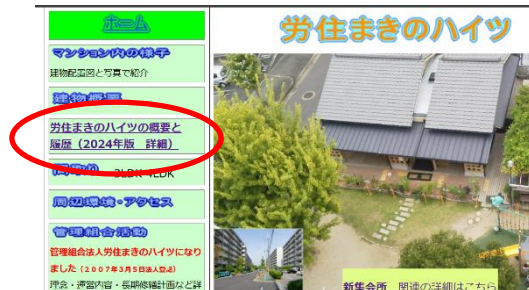 ホーム
労住まきのハイツ
マンション内の様子
建物配置図と写真で紹介
建物概要
労住まきのハイツの概要と
履歴（2024年版　詳細）
間取り 3LDK 4LDK
周辺環境・アクセス
管理組合活動
管理組合法人労住まきのハイツになり
ました（２００７年３月５日法人登記）
理念・運営内容・長期修繕計画など詳
新集会所　関連の詳細はこちら